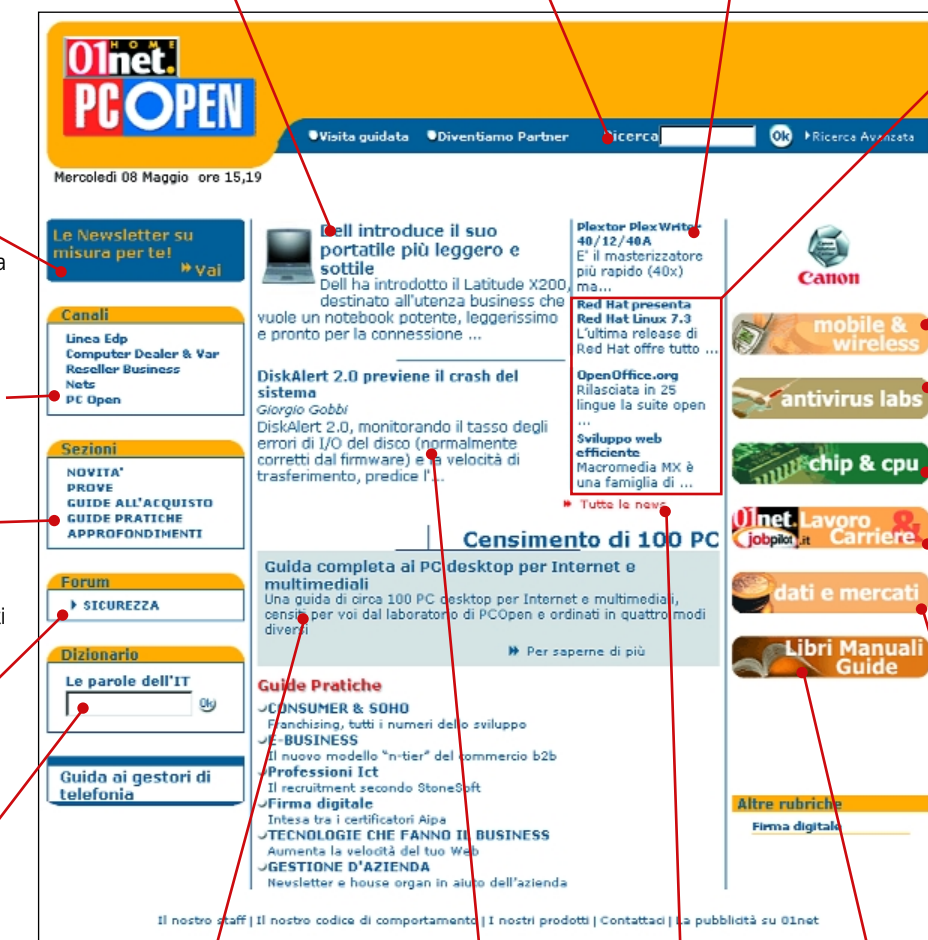 01net.
HOME
PC OPEN
Visita guidata
Diventiamo Partner
Ricerca
Ok
Ricerca Avanzata
Mercoledì 08 Maggio ore 15,19
Le Newsletter su
misura per te!
Vai
a
Canali
Linea Edp
Computer Dealer & Var
Reseller Business
Nets
PC Open
Sezioni
NOVITA'
PROVE
GUIDE ALL'ACQUISTO
GUIDE PRATICHE
APPROFONDIMENTI
Forum
SICUREZZA
i
Dizionario
Le parole dell'IT
Ok
Guida ai gestori di
telefonia
Dell introduce il suo
portatile più leggero e
sottile
Dell ha introdotto il Latitude X200,
destinato all'utenza business che
vuole un notebook potente, leggerissimo
e pronto per la connessione ...
DiskAlert 2.0 previene il crash del
sistema
Giorgio Gobbi
DiskAlert 2.0, monitorando il tasso degli
errori di I/O del disco (normalmente
corretti dal firmware) e la velocità di
trasferimento, predice l'...
Plextor PlexWriter
40/12/40A
E' il masterizzatore
più rapido (40x)
ma...
Red Hat presenta
Red Hat Linux 7.3
L'ultima release di
Red Hat offre tutto ...
OpenOffice.org
Rilasciata in 25
lingue la suite open
...
Sviluppo web
efficiente
Macromedia MX è
una famiglia di ...
Tutte le news
Censimento di 100 PC
Guida completa ai PC desktop per Internet e
multimediali
Una guida di circa 100 PC desktop per Internet e multimediali,
censiti per voi dal laboratorio di PCOpen e ordinati in quattro modi
diversi
Per saperne di più
Guide Pratiche
CONSUMER & SOHO
Franchising, tutti i numeri dello sviluppo
E-BUSINESS
Il nuovo modello "n-tier" del commercio b2b
Professioni Ict
Il recruitment secondo StoneSoft
Firma digitale
Intesa tra i certificatori Aipa
TECNOLOGIE CHE FANNO IL BUSINESS
Aumenta la velocità del tuo Web
GESTIONE D'AZIENDA
Newsletter e house organ in aiuto dell'azienda
Canon
mobile &
wireless
antivirus labs
chip & cpu
01net. Lavoro &
jobpilot.it Carriere
dati e mercati
Libri Manuali
Guide
Altre rubriche
Firma digitale
Il nostro staff | Il nostro codice di comportamento | I nostri prodotti | Contattaci | La pubblicità su 01net